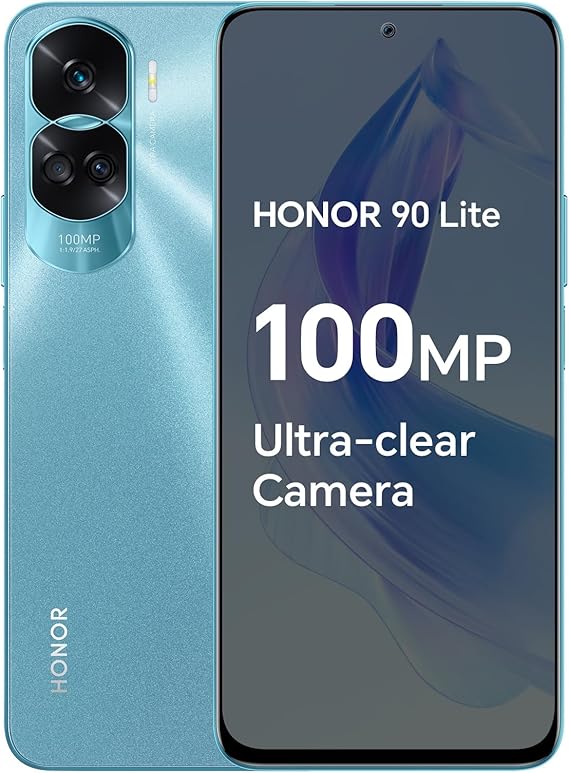 100MP
1:1.9/27 ASPH.
HONOR
HONOR 90 Lite
100MP
Ultra-clear
Camera